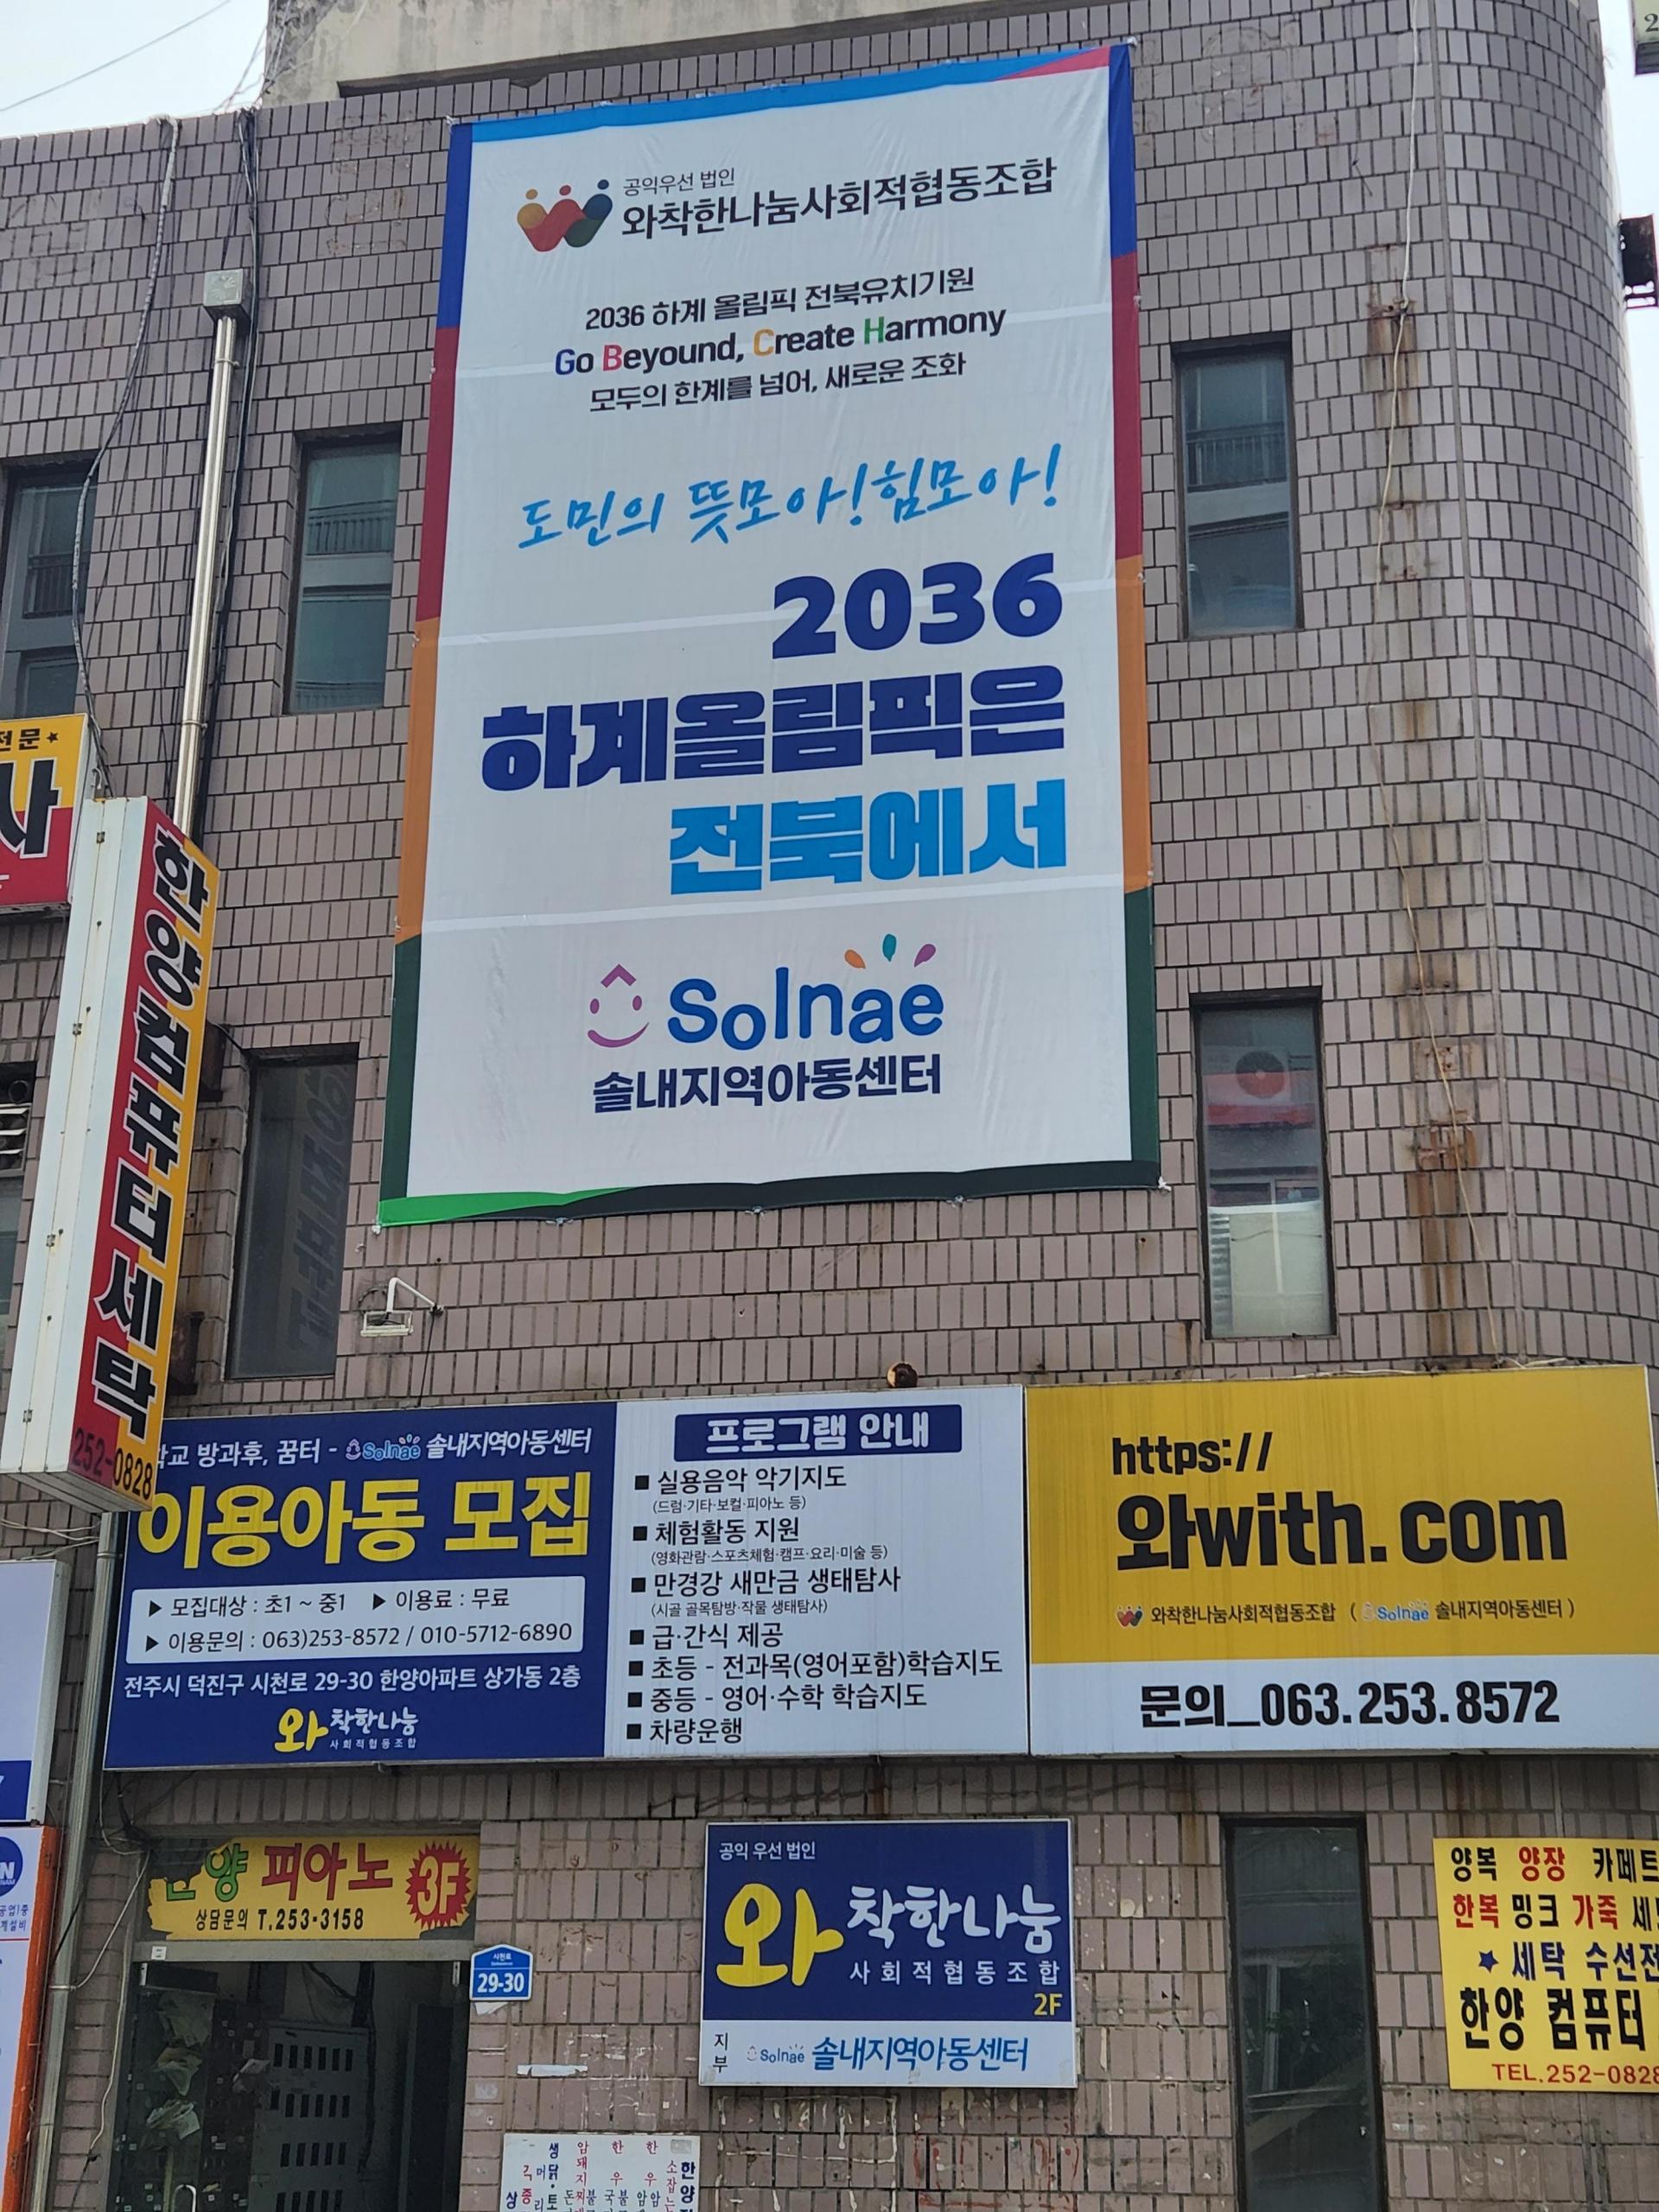 공익우선 법인
와착한나눔사회적협동조합
2036 하계 올림픽 전북유치기원
Go Beyound, Create Harmony
모두의 한계를 넘어, 새로운 조화
도민의 뜻모아! 힘모아!
2036
하계올림픽은
전북에서
Solnae
솔내지역아동센터
전문★
사
한양컴퓨터세탁
252-0828
교 방과후, 꿈터 - Solnae 솔내지역아동센터
이용아동 모집
▶ 모집대상 : 초1 ~ 중1 ▶ 이용료 : 무료
▶ 이용문의 : 063)253-8572 / 010-5712-6890
전주시 덕진구 시천로 29-30 한양아파트 상가동 2층
와 착한나눔
사회적협동조합
프로그램 안내
■ 실용음악 악기지도
(드럼·기타·보컬·피아노 등)
■ 체험활동 지원
(영화관람·스포츠체험·캠프·요리·미술 등)
■ 만경강 새만금 생태탐사
(시골 골목탐방·작물 생태탐사)
■ 급·간식 제공
■ 초등 - 전과목(영어포함)학습지도
■ 중등 - 영어·수학 학습지도
■ 차량운행
https://
와with.com
와착한나눔사회적협동조합 ( Solnae 솔내지역아동센터 )
문의_063.253.8572
한양 피아노 3F
상담문의 T.253-3158
시천로
29-30
공익 우선 법인
와 착한나눔
사회적협동조합
2F
지부 Solnae 솔내지역아동센터
양복 양장 카페트
한복 밍크 가죽
★ 세탁 수선
한양 컴퓨터
TEL.252-0828